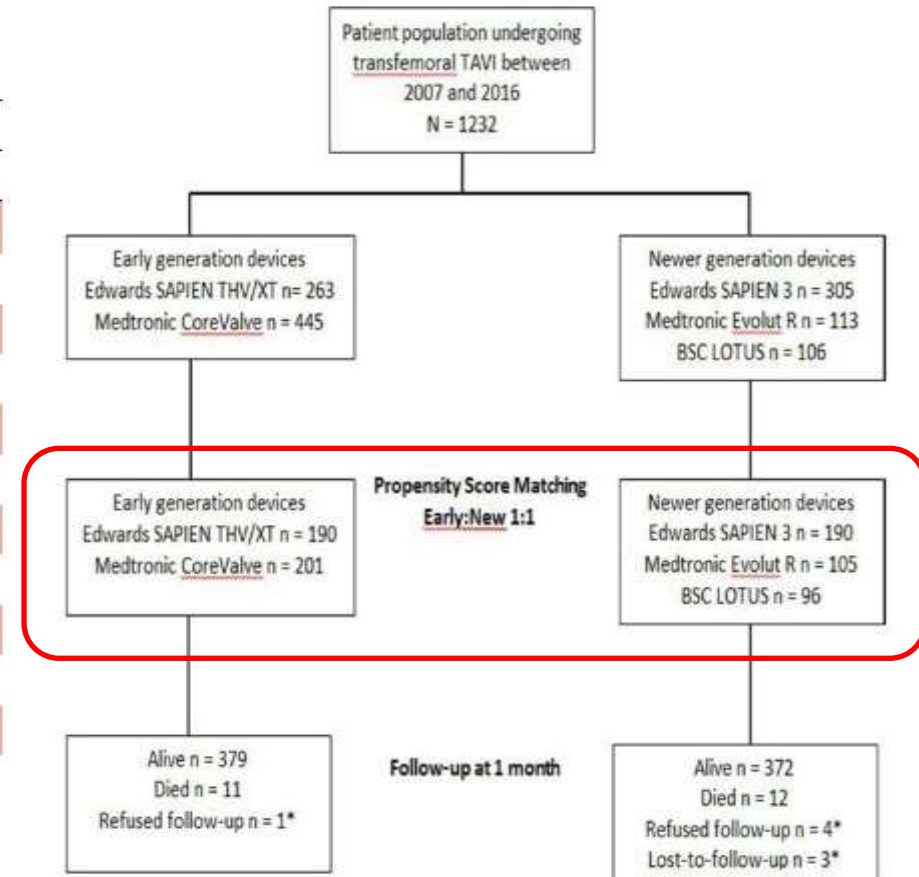 Patient population undergoing
transfemoral TAVI between
2007 and 2016
N = 1232
Early generation devices
Edwards SAPIEN THV/XT n= 263
Medtronic CoreValve n = 445
Newer generation devices
Edwards SAPIEN 3 n = 305
Medtronic Evolut R n = 113
BSC LOTUS n = 106
Early generation devices
Edwards SAPIEN THV/XT n = 190
Medtronic CoreValve n = 201
Propensity Score Matching
Early:New 1:1
Newer generation devices
Edwards SAPIEN 3 n = 190
Medtronic Evolut R n = 105
BSC LOTUS n = 96
Alive n = 379
Died n = 11
Refused follow-up n = 1*
Follow-up at 1 month
Alive n = 372
Died n = 12
Refused follow-up n = 4*
Lost-to-follow-up n = 3*